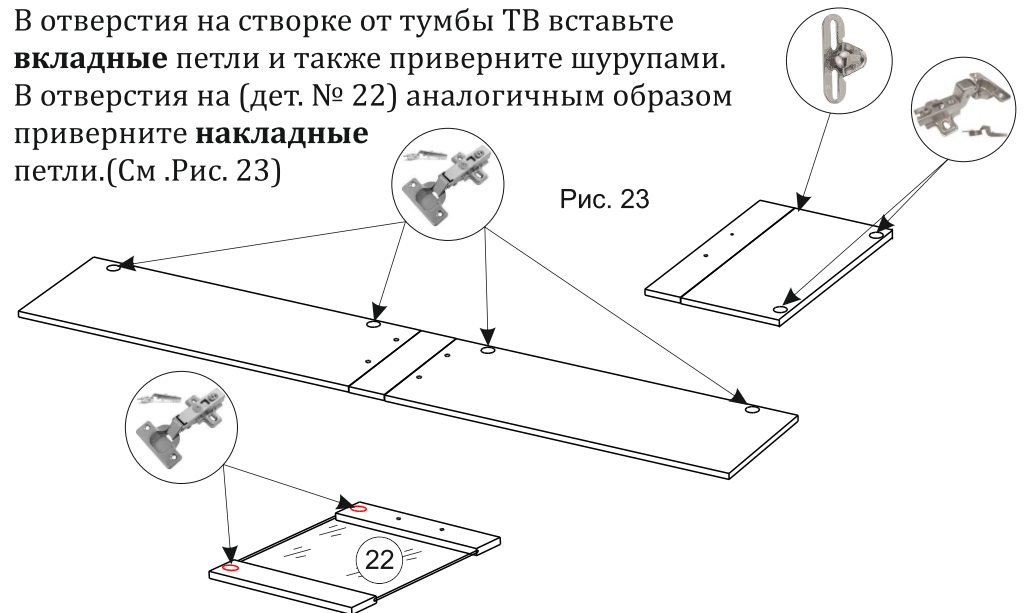 В отверстия на створке от тумбы ТВ вставьте
вкладные петли и также приверните шурупами.
В отверстия на (дет. № 22) аналогичным образом
приверните накладные
петли.(См .Рис. 23)
Рис. 23
22